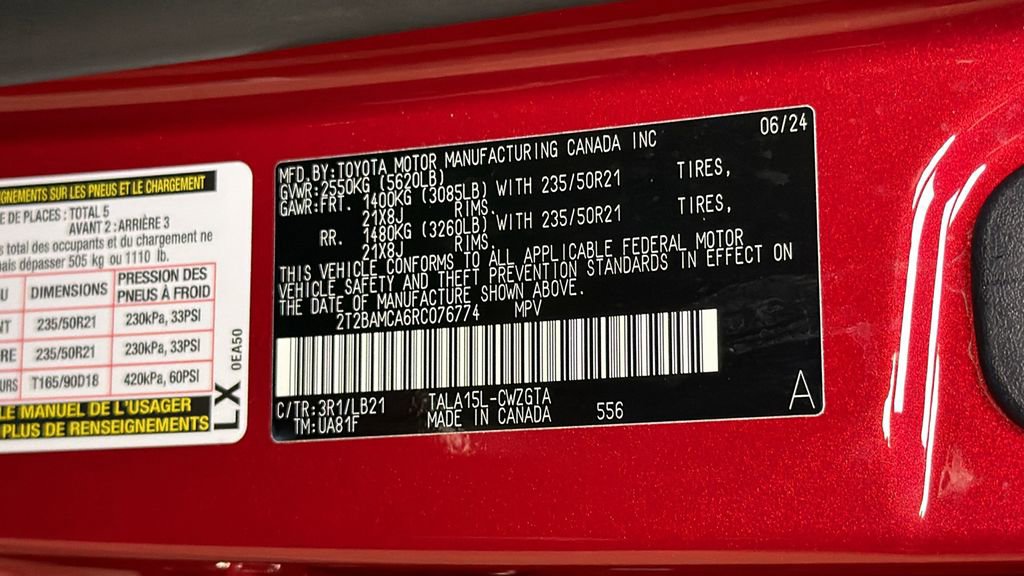 GNEMENTS SUR LES PNEUS ET LE CHARGEMENT
E DE PLACES : TOTAL 5
AVANT 2 : ARRIÈRE 3
s total des occupants et du chargement ne
ais dépasser 505 kg ou 1110 lb.
U DIMENSIONS PRESSION DES PNEUS À FROID
NT 235/50R21 230kPa, 33PSI
RE 235/50R21 230kPa, 33PSI
URS T165/90D18 420kPa, 60PSI
LE MANUEL DE L'USAGER
PLUS DE RENSEIGNEMENTS
LX 0EA50
06/24
MFD.BY:TOYOTA MOTOR MANUFACTURING CANADA INC
GVWR:2550KG (5620LB)
GAWR:FRT. 1400KG (3085LB) WITH 235/50R21 TIRES,
21X8J RIMS.
RR. 1480KG (3260LB) WITH 235/50R21 TIRES,
21X8J RIMS.
THIS VEHICLE CONFORMS TO ALL APPLICABLE FEDERAL MOTOR
VEHICLE SAFETY AND THEFT PREVENTION STANDARDS IN EFFECT ON
THE DATE OF MANUFACTURE SHOWN ABOVE.
2T2BAMCA6RC076774 MPV
C/TR:3R1/LB21 TALA15L-CWZGTA
TM:UA81F MADE IN CANADA 556
A